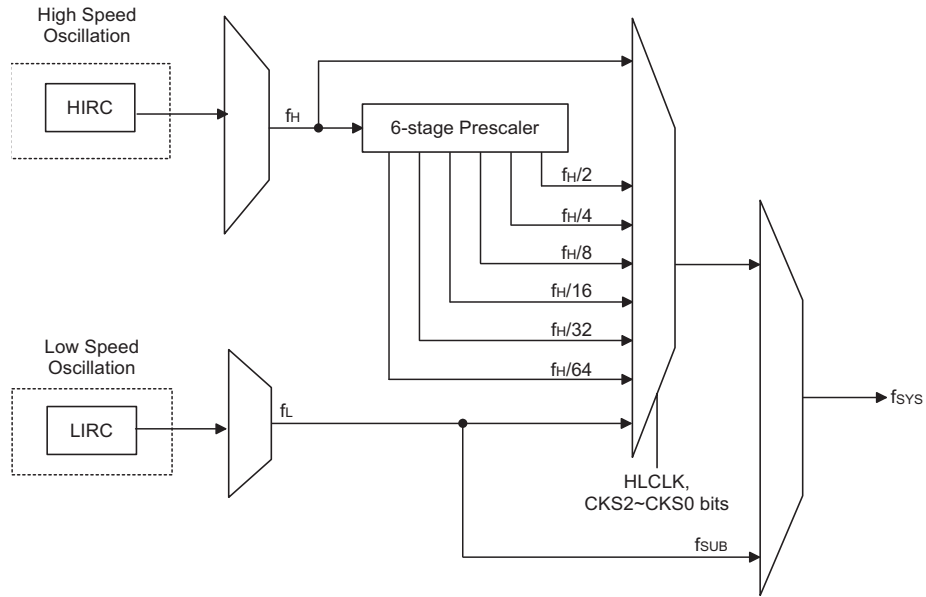 High Speed
Oscillation
HIRC
fH
6-stage Prescaler
fH/2
fH/4
fH/8
fH/16
fH/32
fH/64
Low Speed
Oscillation
LIRC
fL
HLCLK,
CKS2~CKS0 bits
fSUB
fSYS